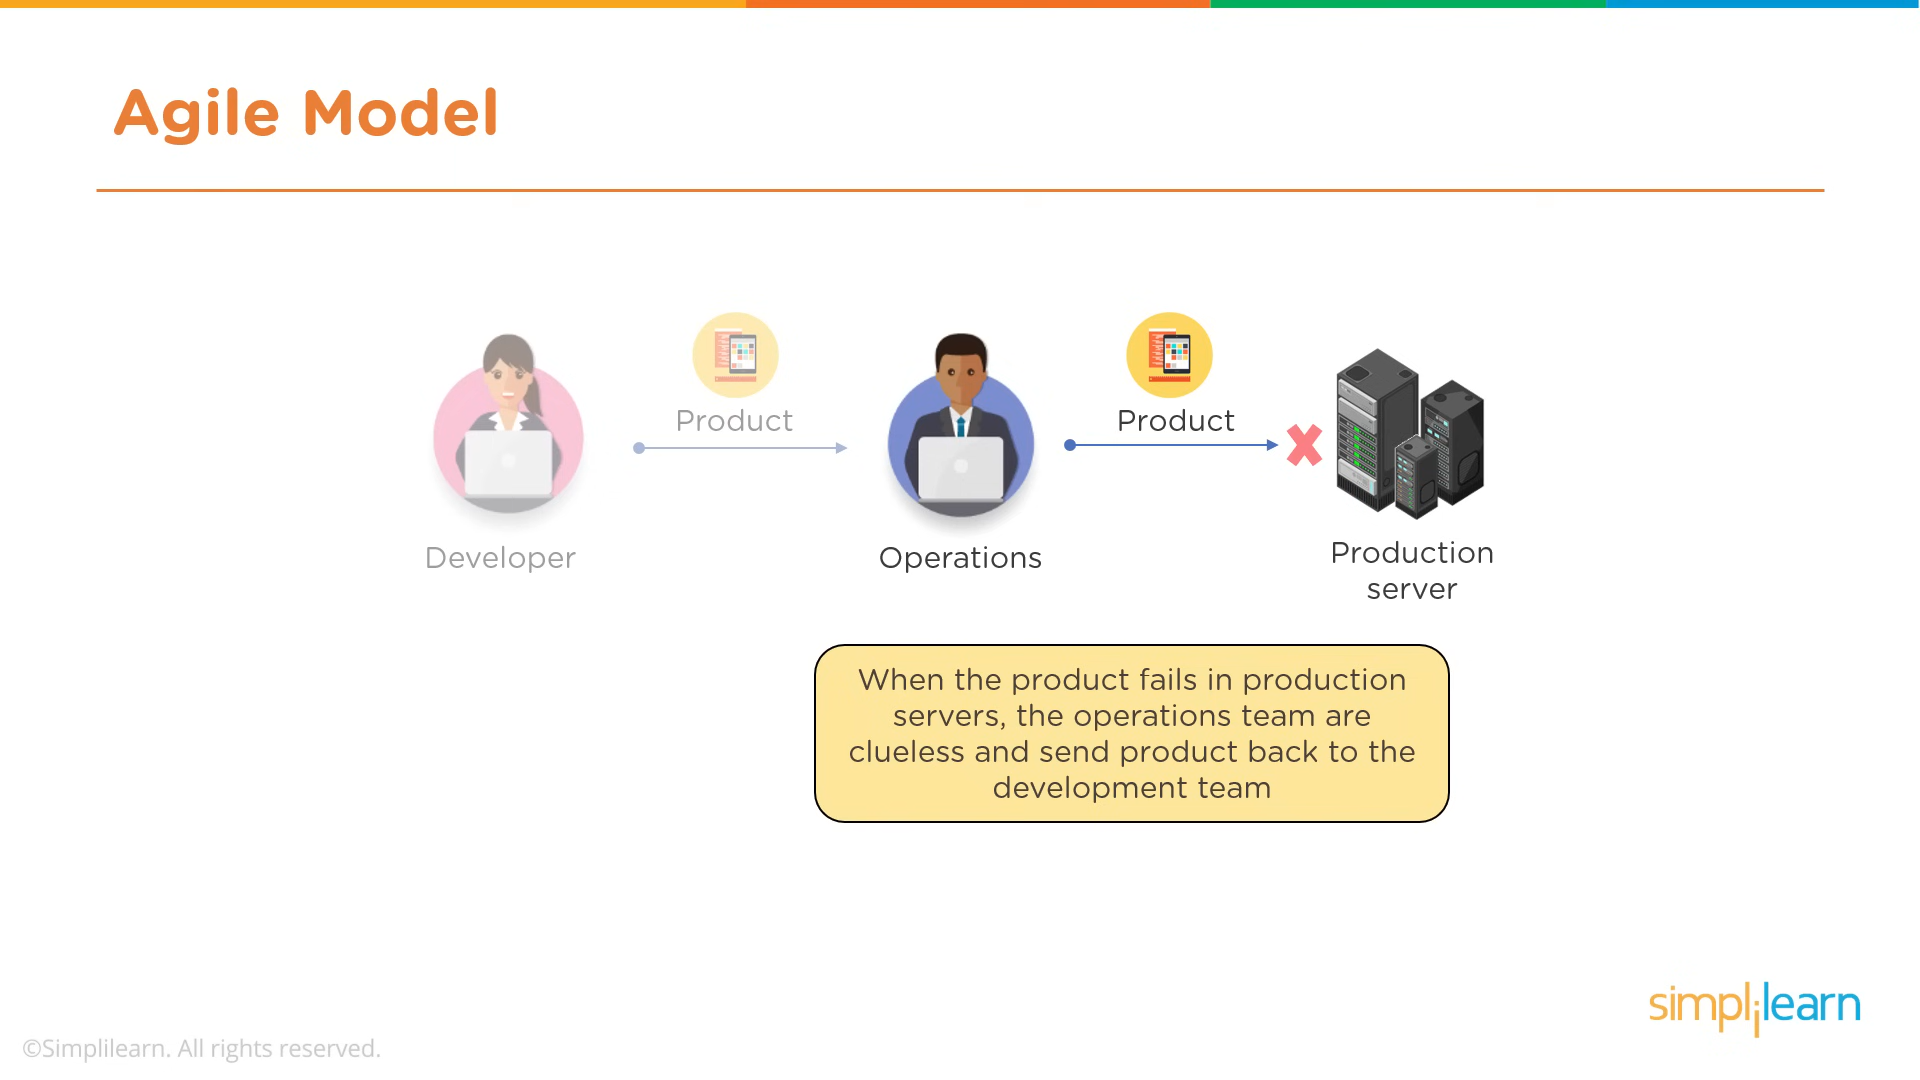 Agile Model
Product
Product
Developer
Operations
Production
server
When the product fails in production
servers, the operations team are
clueless and send product back to the
development team
simplilearn
©Simplilearn. All rights reserved.